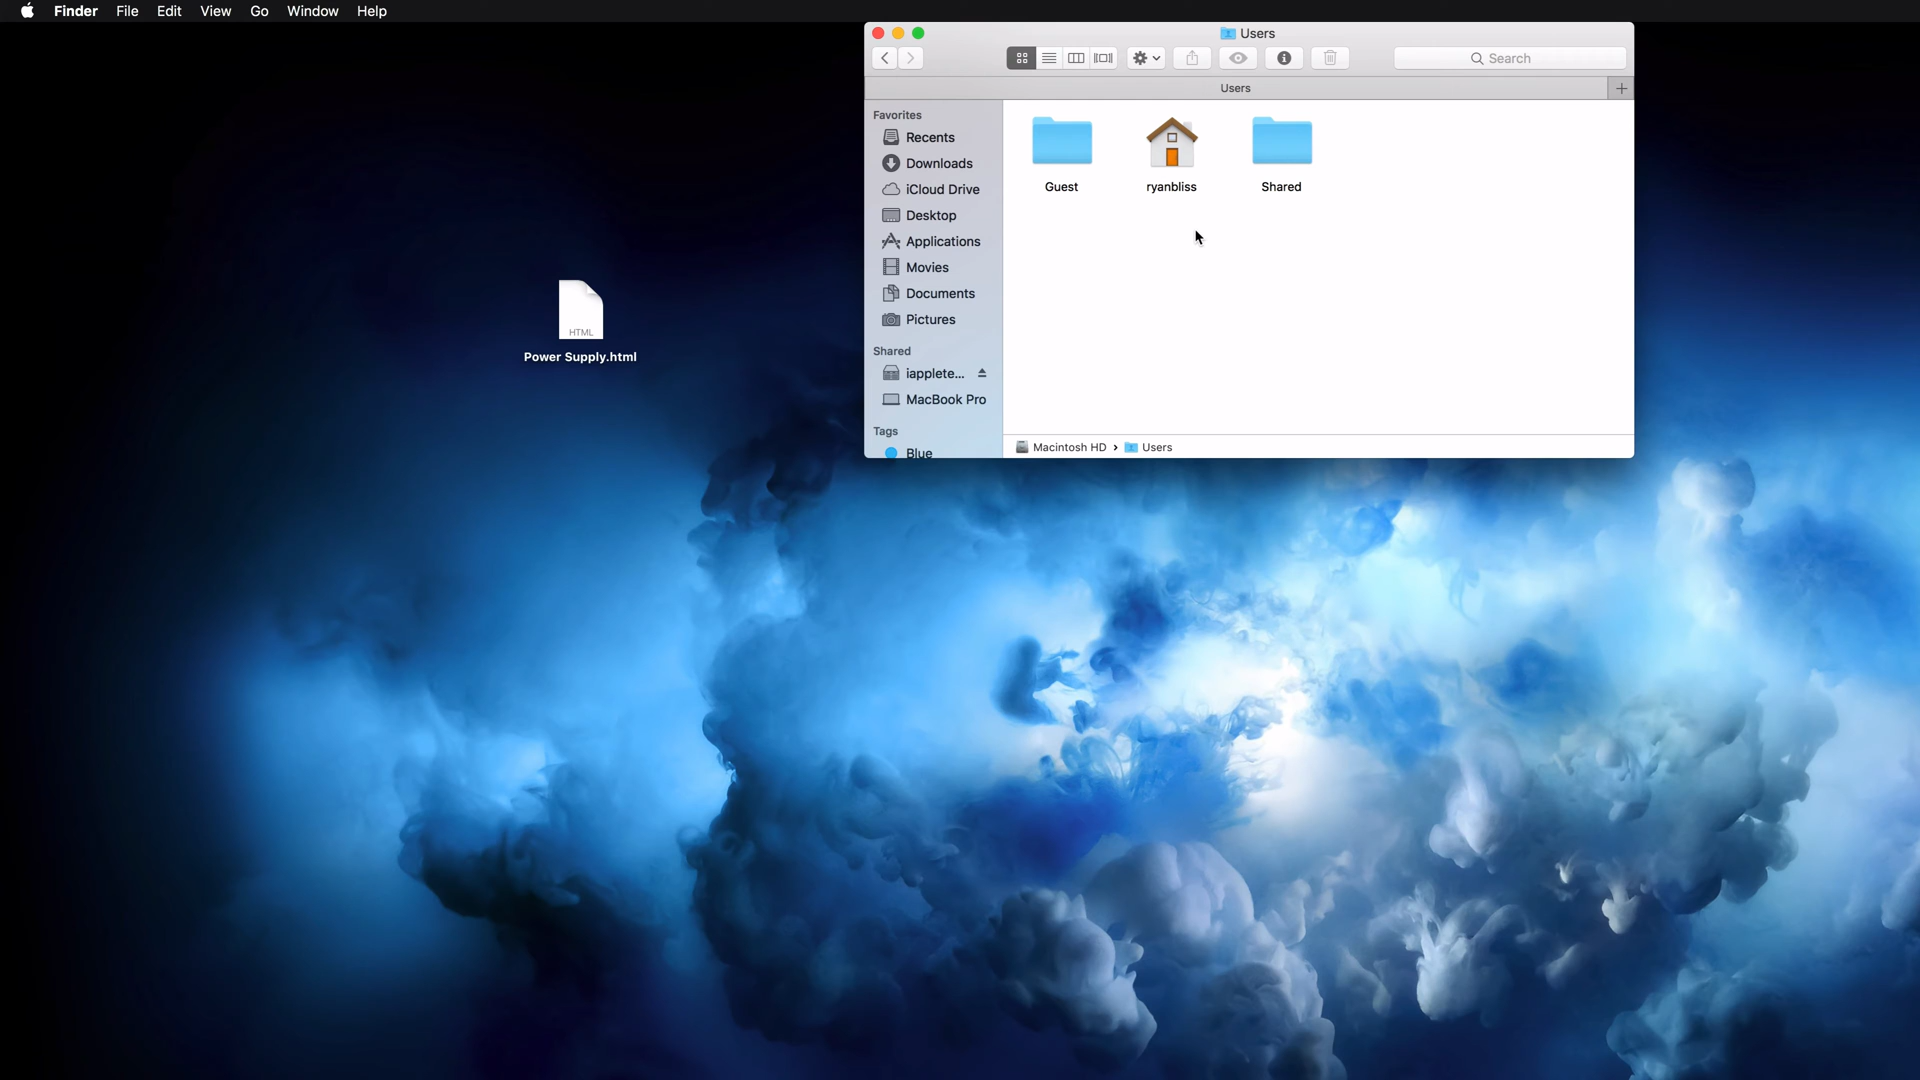 Finder File Edit View Go Window Help
Users
Search
Users
Favorites
Recents
Downloads
iCloud Drive
Desktop
Applications
Movies
Documents
Pictures
Shared
iapplete...
MacBook Pro
Tags
Blue
Guest
ryanbliss
Shared
Macintosh HD › Users
HTML
Power Supply.html